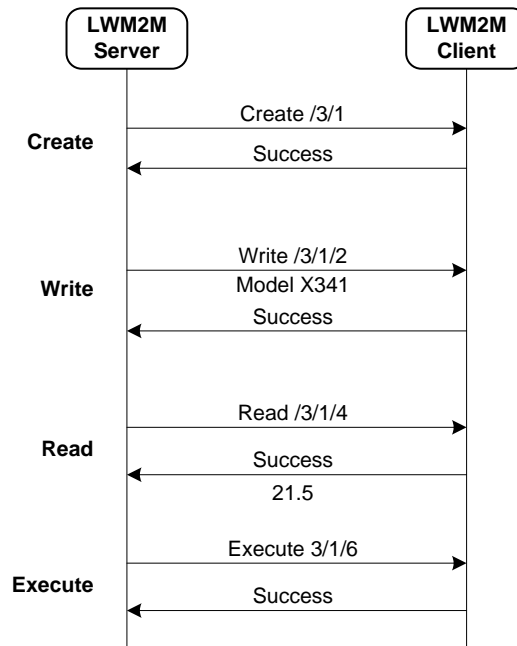 LWM2M
Server
LWM2M
Client
Create /3/1
Create
Success
Write /3/1/2
Write
Model X341
Success
Read /3/1/4
Read
Success
21.5
Execute 3/1/6
Execute
Success